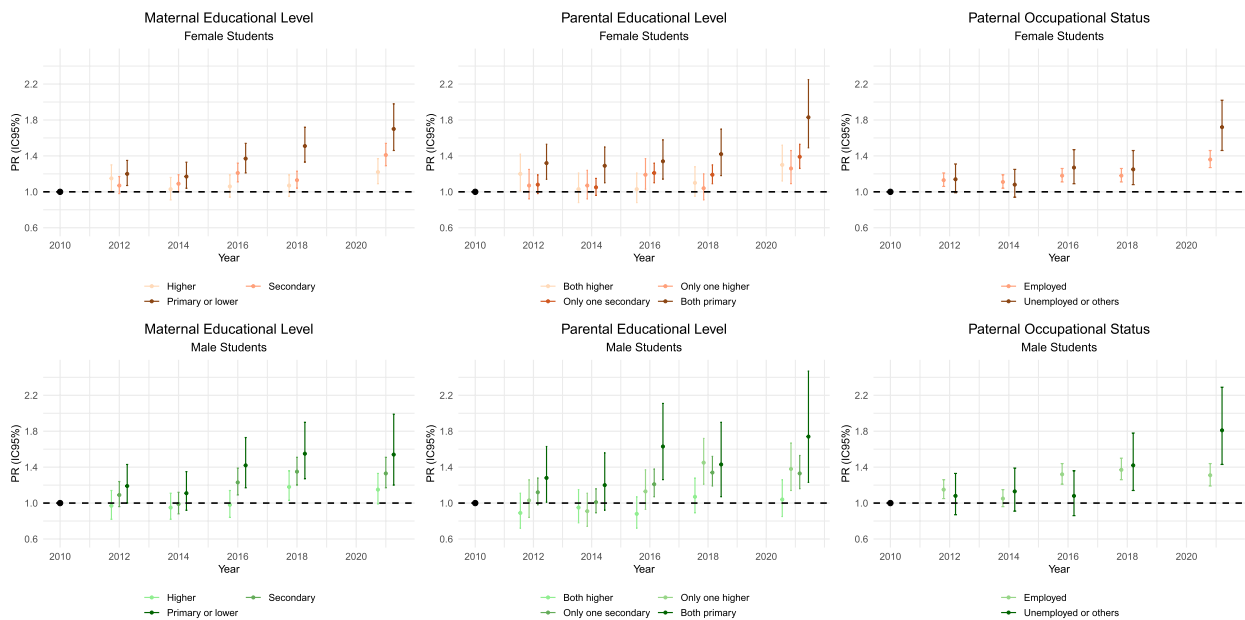 Maternal Educational Level
Female Students
PR (IC95%)
2.2
1.8
1.4
1.0
0.6
2010 2012 2014 2016 2018 2020
Year
Higher Secondary
Primary or lower
Parental Educational Level
Female Students
PR (IC95%)
2.2
1.8
1.4
1.0
0.6
2010 2012 2014 2016 2018 2020
Year
Both higher Only one higher
Only one secondary Both primary
Paternal Occupational Status
Female Students
PR (IC95%)
2.2
1.8
1.4
1.0
0.6
2010 2012 2014 2016 2018 2020
Year
Employed
Unemployed or others
Maternal Educational Level
Male Students
PR (IC95%)
2.2
1.8
1.4
1.0
0.6
2010 2012 2014 2016 2018 2020
Year
Higher Secondary
Primary or lower
Parental Educational Level
Male Students
PR (IC95%)
2.2
1.8
1.4
1.0
0.6
2010 2012 2014 2016 2018 2020
Year
Both higher Only one higher
Only one secondary Both primary
Paternal Occupational Status
Male Students
PR (IC95%)
2.2
1.8
1.4
1.0
0.6
2010 2012 2014 2016 2018 2020
Year
Employed
Unemployed or others